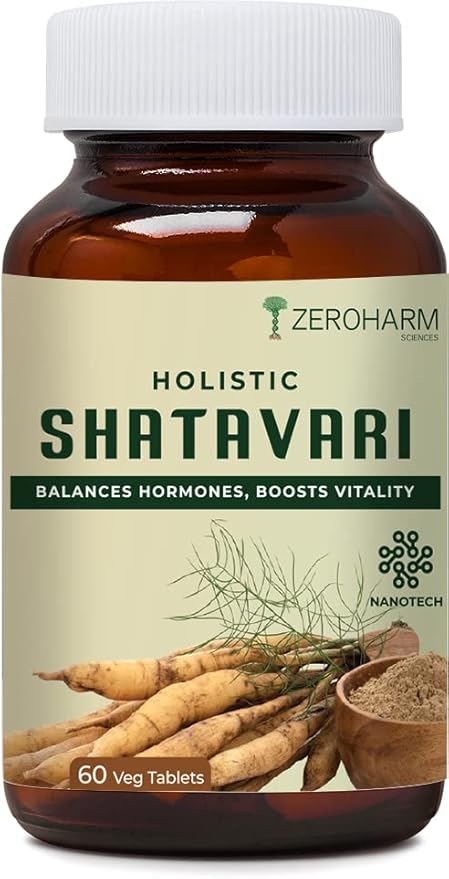 ZEROHARM
SCIENCES
HOLISTIC
SHATAVARI
BALANCES HORMONES, BOOSTS VITALITY
NANOTECH
60 Veg Tablets